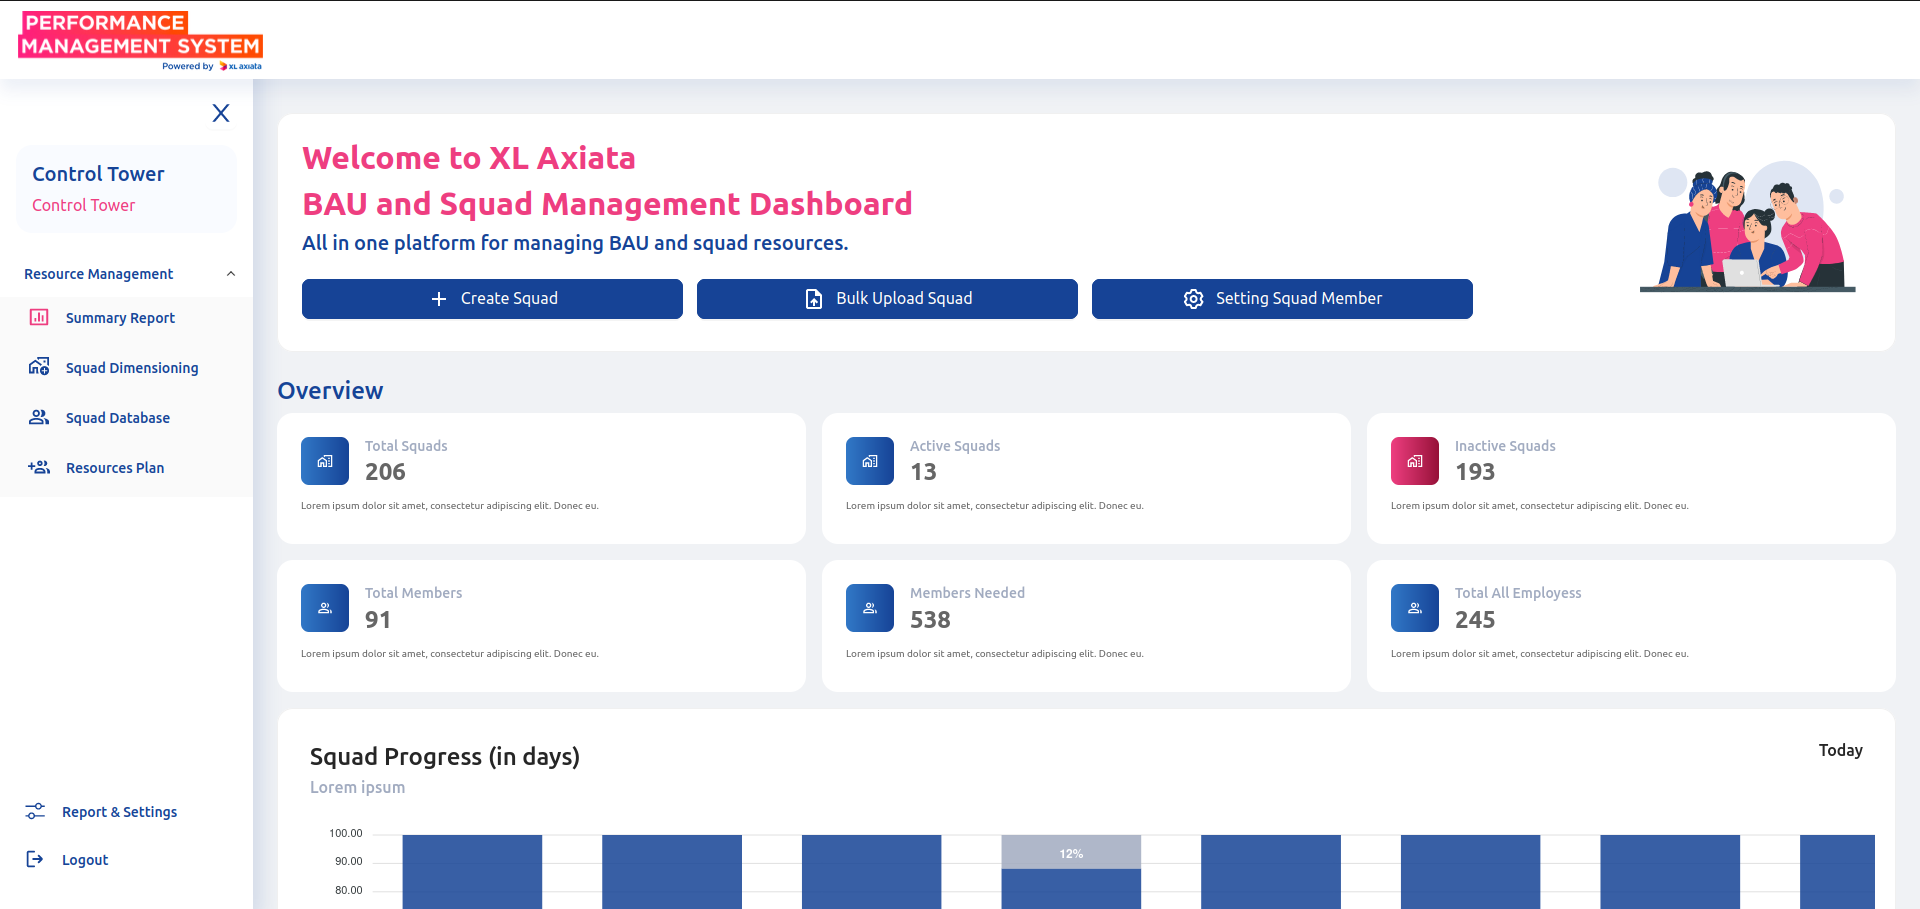 PERFORMANCE
MANAGEMENT SYSTEM
Powered by XL axiata
X
Control Tower
Control Tower
Resource Management
Summary Report
Squad Dimensioning
Squad Database
Resources Plan
Report & Settings
Logout
Welcome to XL Axiata
BAU and Squad Management Dashboard
All in one platform for managing BAU and squad resources.
Create Squad
Bulk Upload Squad
Setting Squad Member
Overview
Total Squads
206
Lorem ipsum dolor sit amet, consectetur adipiscing elit. Donec eu.
Active Squads
13
Lorem ipsum dolor sit amet, consectetur adipiscing elit. Donec eu.
Inactive Squads
193
Lorem ipsum dolor sit amet, consectetur adipiscing elit. Donec eu.
Total Members
91
Lorem ipsum dolor sit amet, consectetur adipiscing elit. Donec eu.
Members Needed
538
Lorem ipsum dolor sit amet, consectetur adipiscing elit. Donec eu.
Total All Employess
245
Lorem ipsum dolor sit amet, consectetur adipiscing elit. Donec eu.
Squad Progress (in days)
Today
Lorem ipsum
100.00
12%
90.00
80.00